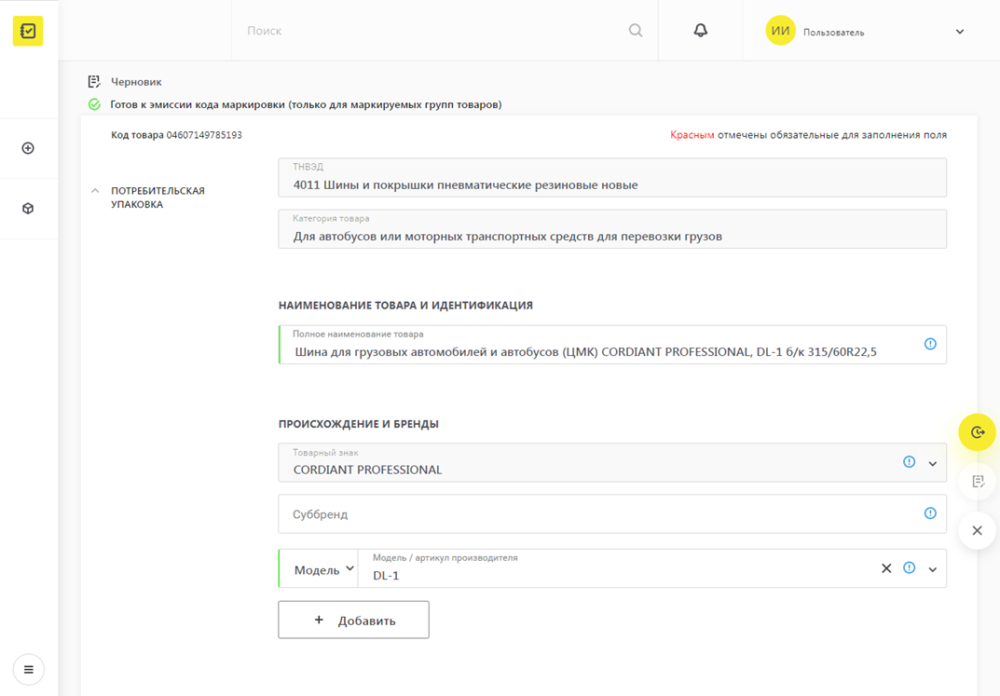 Поиск
ИИ Пользователь
Черновик
Готов к эмиссии кода маркировки (только для маркируемых групп товаров)
Код товара 04607149785193
Красным отмечены обязательные для заполнения поля
ПОТРЕБИТЕЛЬСКАЯ
УПАКОВКА
ТНВЭД
4011 Шины и покрышки пневматические резиновые новые
Категория товара
Для автобусов или моторных транспортных средств для перевозки грузов
НАИМЕНОВАНИЕ ТОВАРА И ИДЕНТИФИКАЦИЯ
Полное наименование товара
Шина для грузовых автомобилей и автобусов (ЦМК) CORDIANT PROFESSIONAL, DL-1 б/к 315/60R22,5
ПРОИСХОЖДЕНИЕ И БРЕНДЫ
Товарный знак
CORDIANT PROFESSIONAL
Суббренд
Модель
Модель / артикул производителя
DL-1
+ Добавить